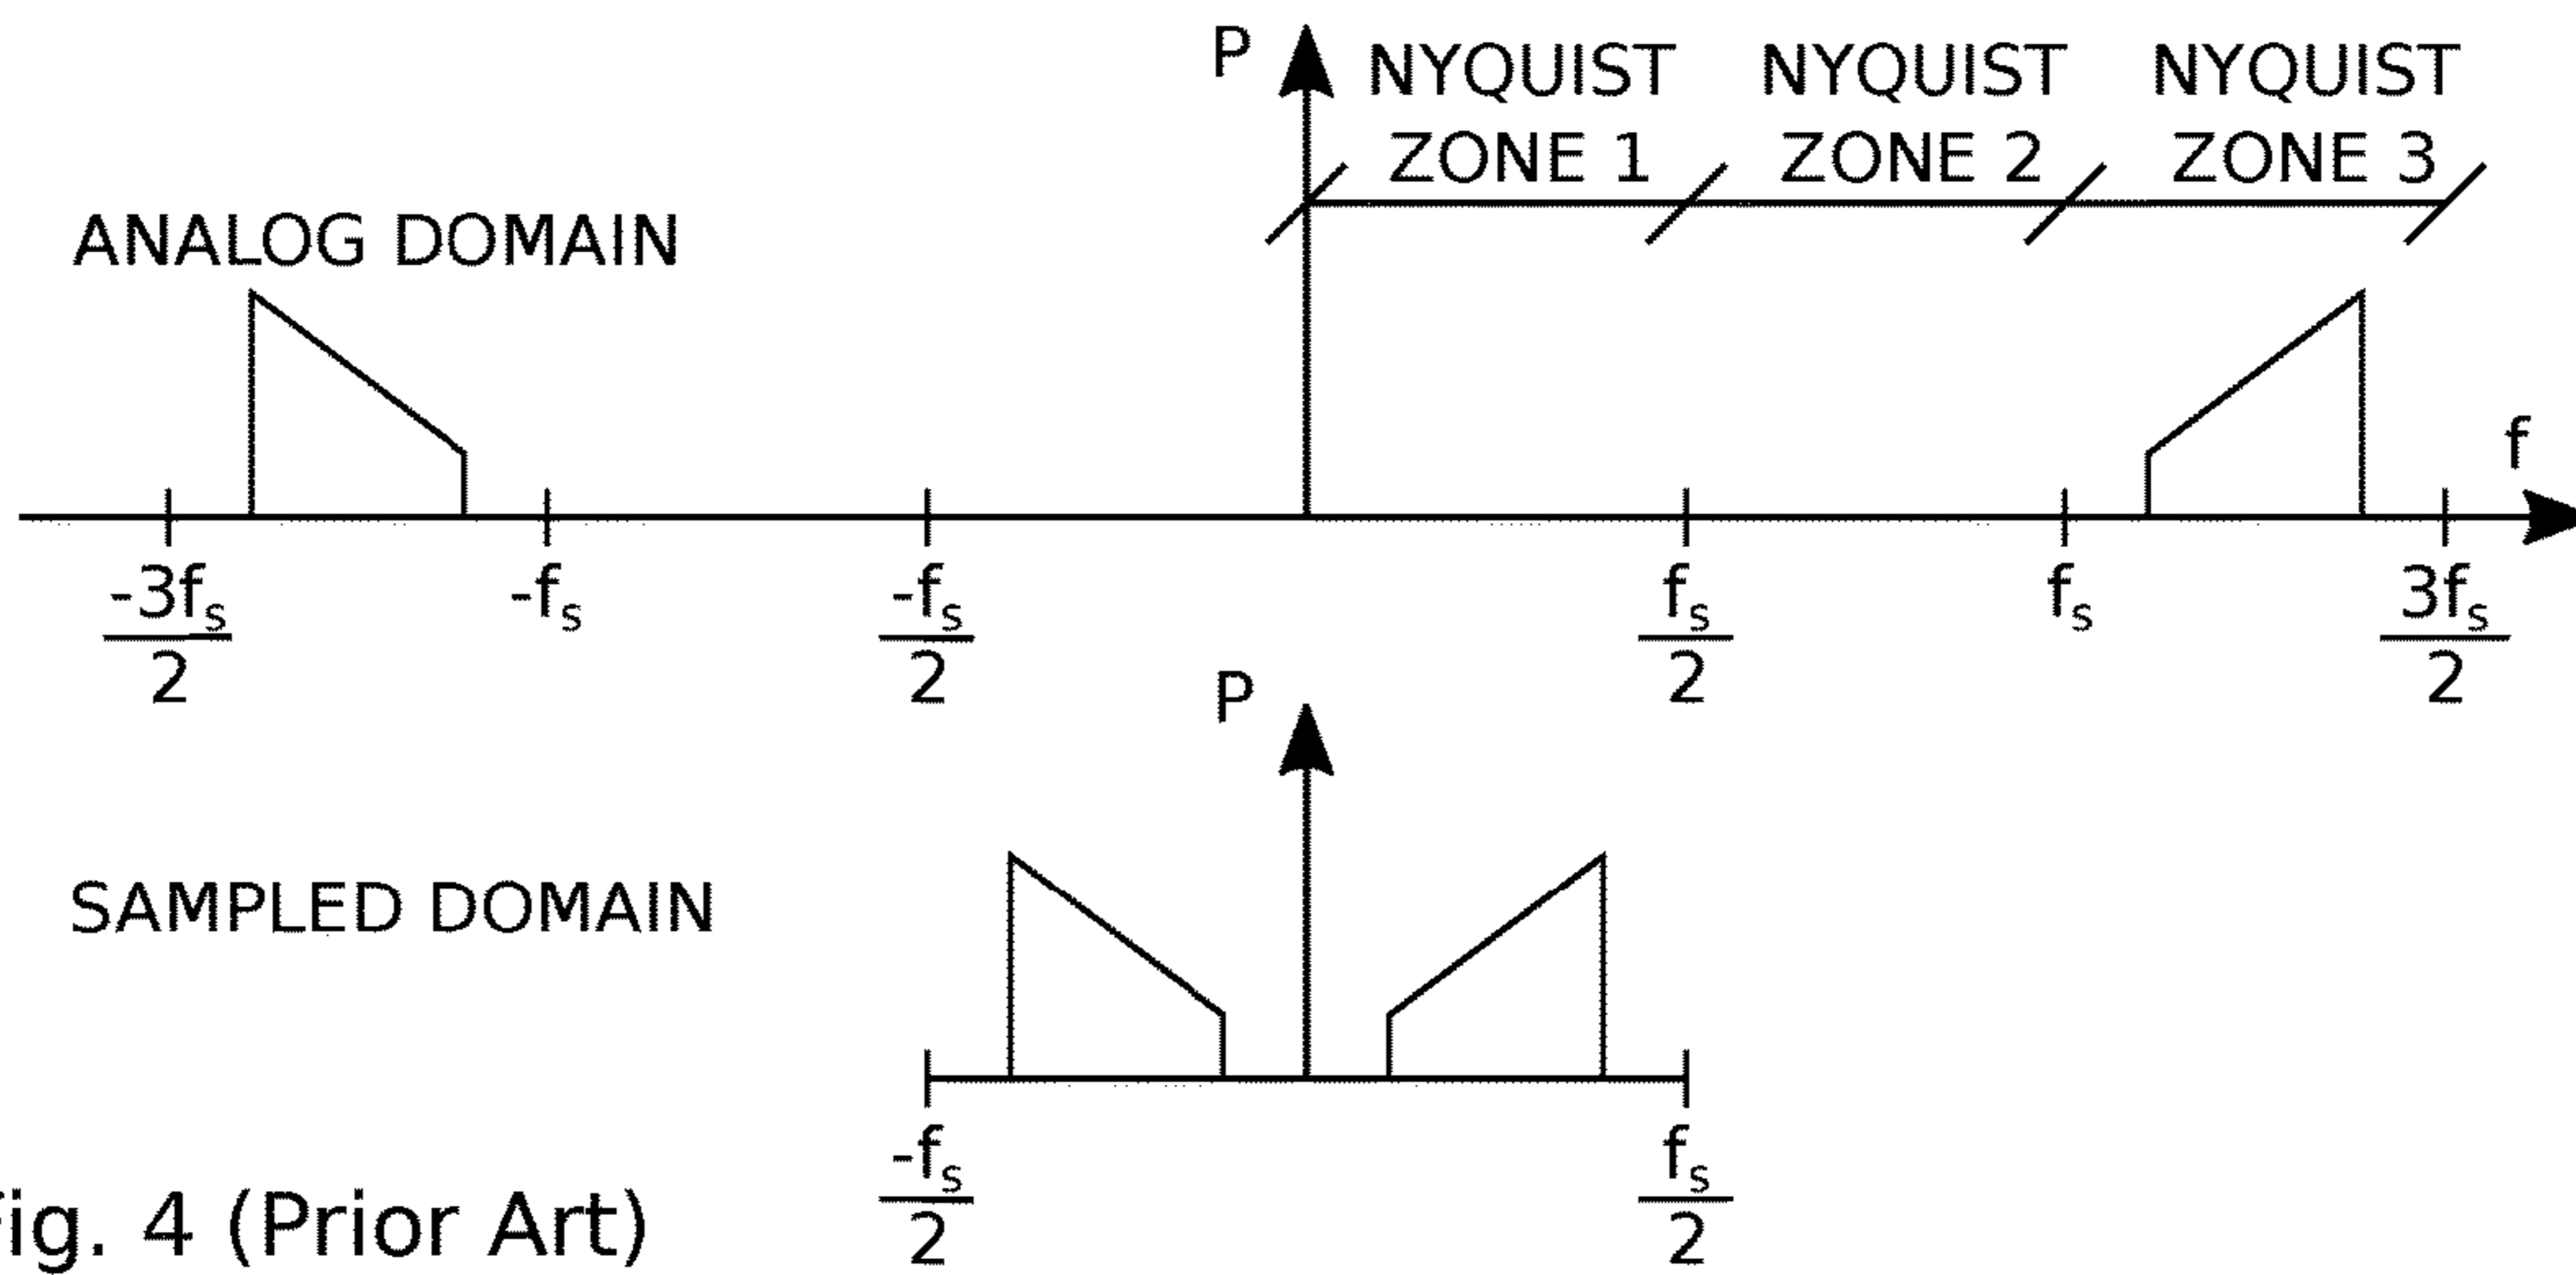 P
NYQUIST ZONE 1
NYQUIST ZONE 2
NYQUIST ZONE 3
ANALOG DOMAIN
f
-3fs
2
-fs
-fs
2
fs
2
fs
3fs
2
P
SAMPLED DOMAIN
-fs
2
fs
2
ig. 4 (Prior Art)